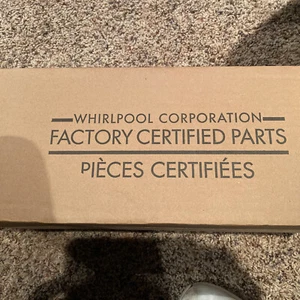 WHIRLPOOL CORPORATION
FACTORY CERTIFIED PARTS
PIÈCES CERTIFIÉES